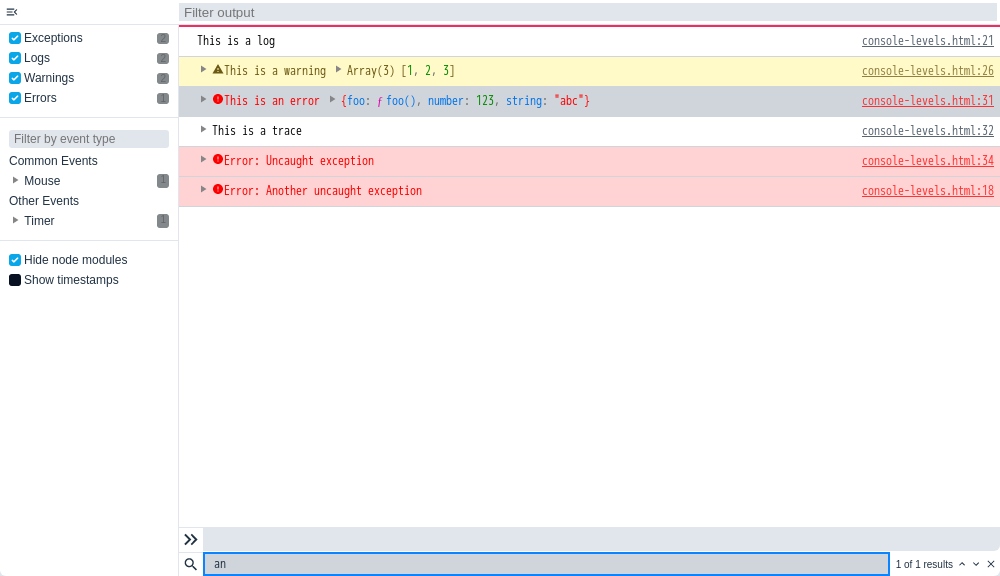 Filter output
Exceptions 2
Logs 2
Warnings 2
Errors 1
Filter by event type
Common Events
Mouse 1
Other Events
Timer 1
Hide node modules
Show timestamps
This is a log console-levels.html:21
This is a warning Array(3) [1, 2, 3] console-levels.html:26
This is an error {foo: ƒ foo(), number: 123, string: "abc"} console-levels.html:31
This is a trace console-levels.html:32
Error: Uncaught exception console-levels.html:34
Error: Another uncaught exception console-levels.html:18
an 1 of 1 results